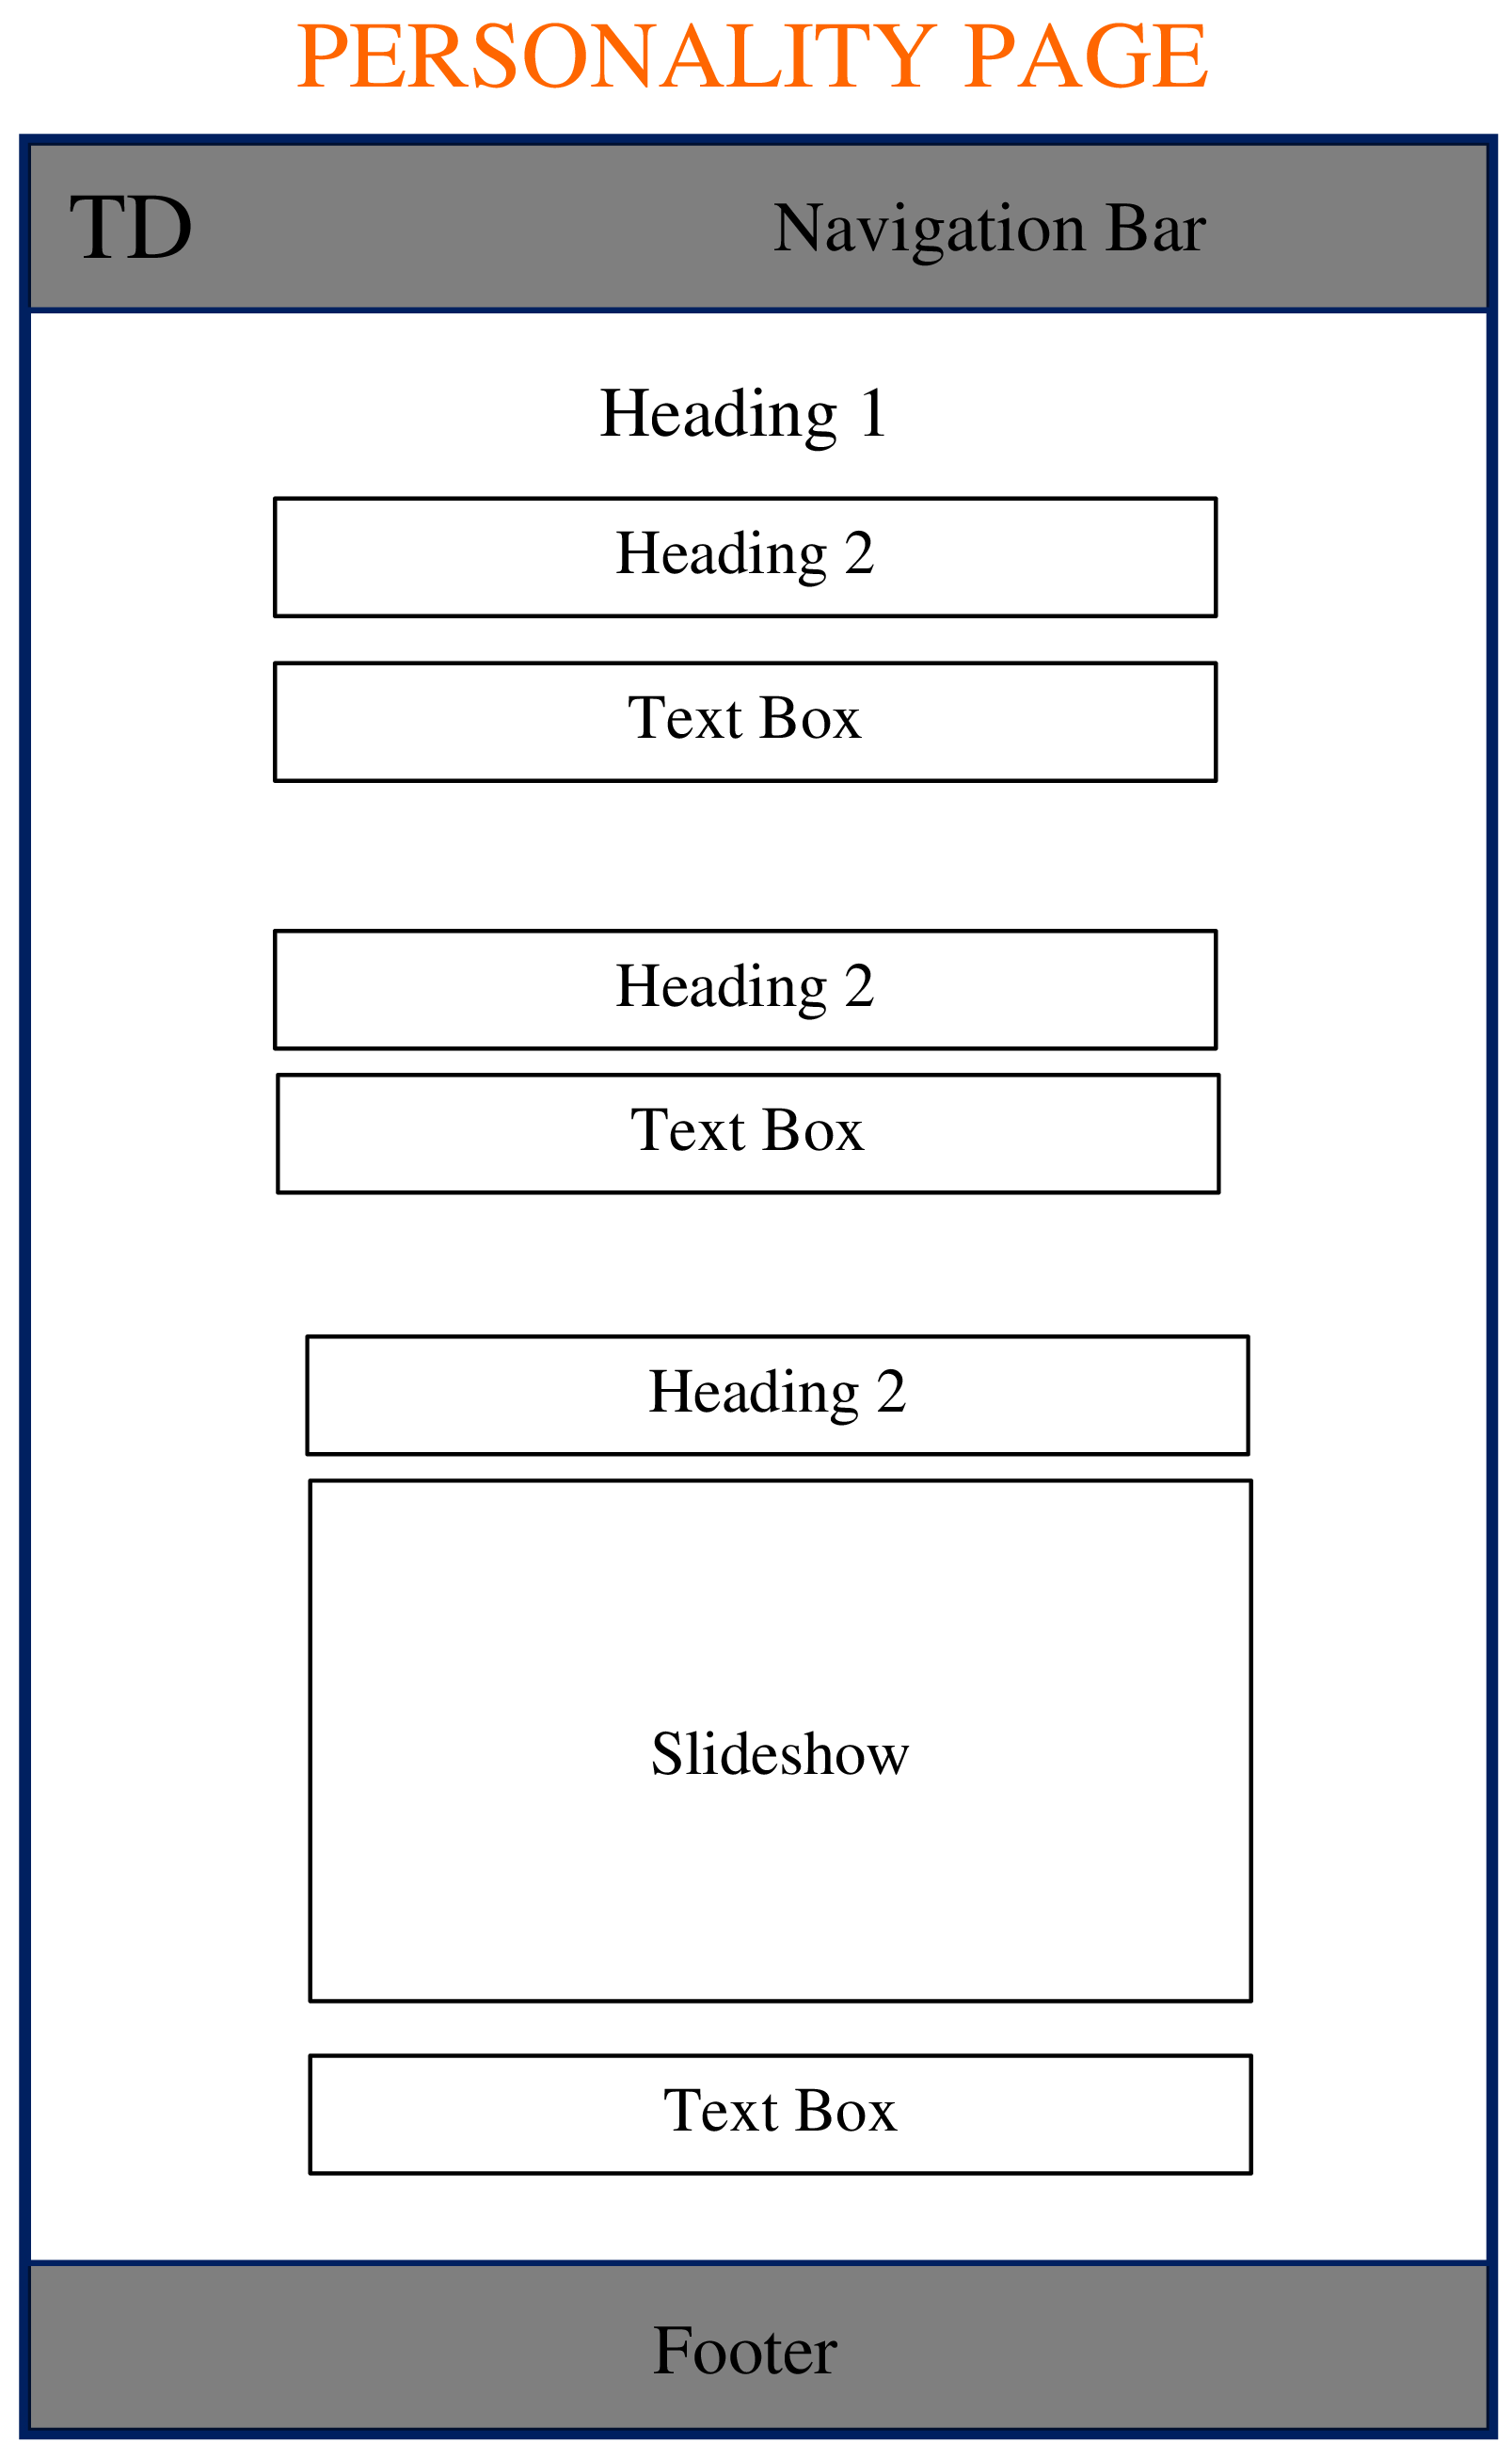 PERSONALITY PAGE
TD Navigation Bar
Heading 1
Heading 2
Text Box
Heading 2
Text Box
Heading 2
Slideshow
Text Box
Footer